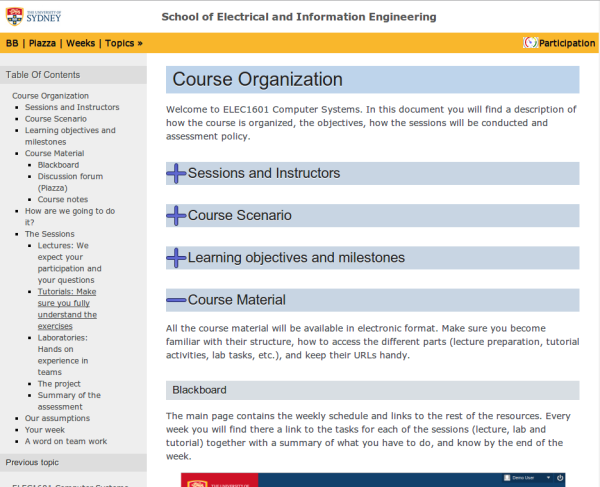 THE UNIVERSITY OF
SYDNEY
School of Electrical and Information Engineering
BB | Piazza | Weeks | Topics »
Participation
Table Of Contents
Course Organization
Sessions and Instructors
Course Scenario
Learning objectives and
milestones
Course Material
Blackboard
Discussion forum
(Piazza)
Course notes
How are we going to do
it?
The Sessions
Lectures: We
expect your
participation and
your questions
Tutorials: Make
sure you fully
understand the
exercises
Laboratories:
Hands on
experience in
teams
The project
Summary of the
assessment
Our assumptions
Your week
A word on team work
Previous topic
ELEC1601 Computer Systems
Course Organization
Welcome to ELEC1601 Computer Systems. In this document you will find a description of
how the course is organized, the objectives, how the sessions will be conducted and
assessment policy.
Sessions and Instructors
Course Scenario
Learning objectives and milestones
Course Material
All the course material will be available in electronic format. Make sure you become
familiar with their structure, how to access the different parts (lecture preparation, tutorial
activities, lab tasks, etc.), and keep their URLs handy.
Blackboard
The main page contains the weekly schedule and links to the rest of the resources. Every
week you will find there a link to the tasks for each of the sessions (lecture, lab and
tutorial) together with a summary of what you have to do, and know by the end of the
week.
THE UNIVERSITY OF
Demo User